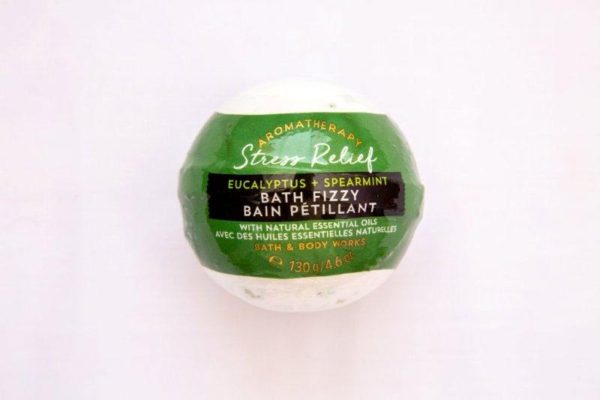 AROMATHERAPY
Stress Relief
EUCALYPTUS + SPEARMINT
BATH FIZZY
BAIN PÉTILLANT
WITH NATURAL ESSENTIAL OILS
AVEC DES HUILES ESSENTIELLES NATURELLES
BATH & BODY WORKS
℮ 130 g/4.6 oz